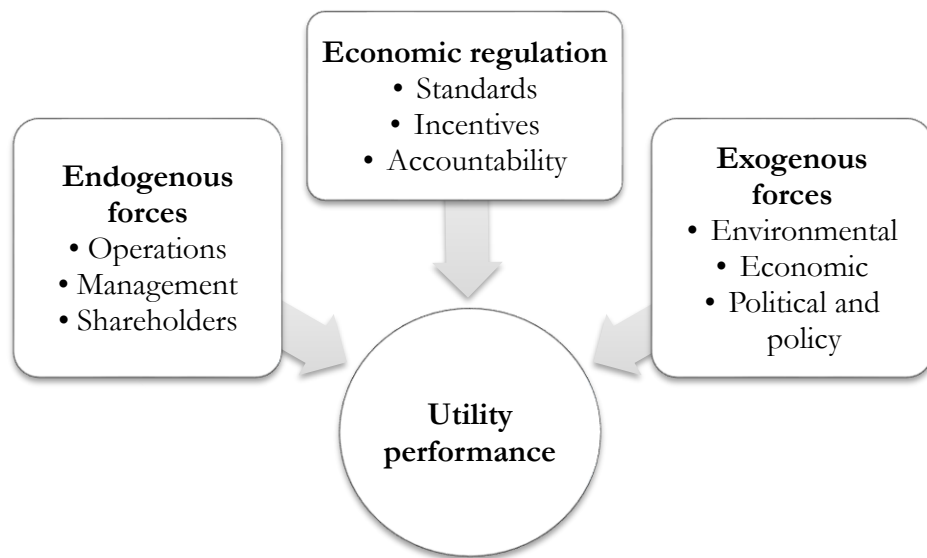 Economic regulation
• Standards
• Incentives
• Accountability
Endogenous
forces
• Operations
• Management
• Shareholders
Exogenous
forces
• Environmental
• Economic
• Political and
policy
Utility
performance